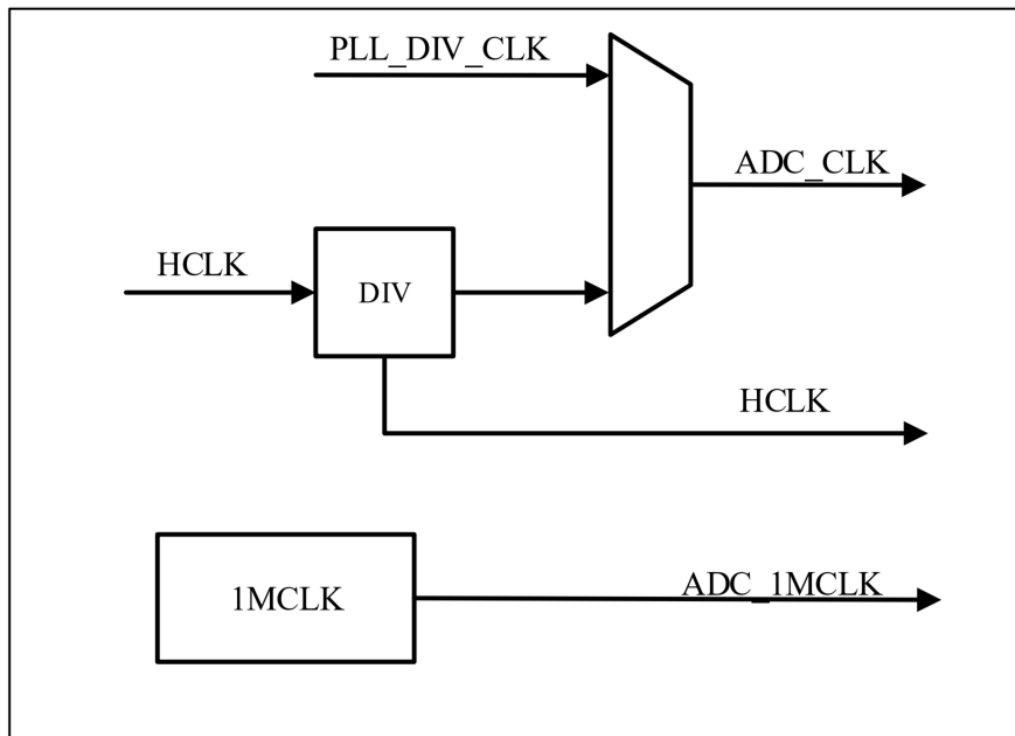 PLL_DIV_CLK
ADC_CLK
HCLK
DIV
HCLK
1MCLK
ADC_1MCLK